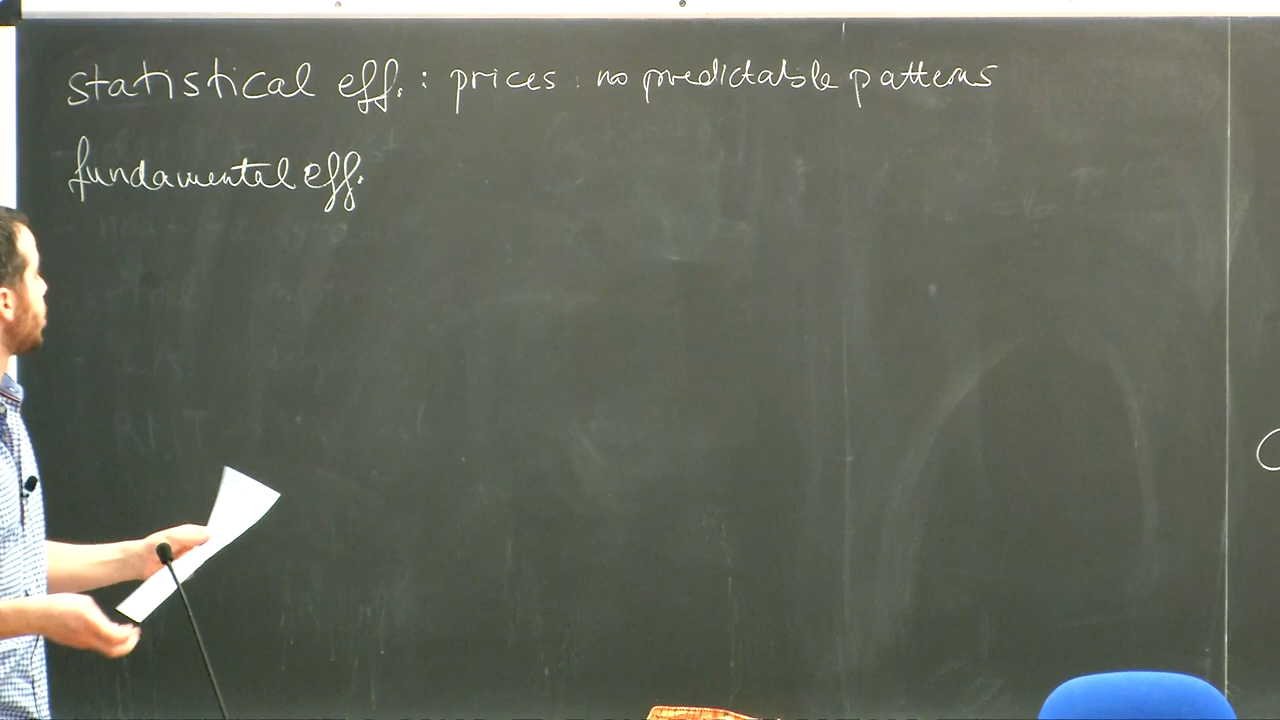 statistical eff. : prices : no predictable patterns
fundamental eff.